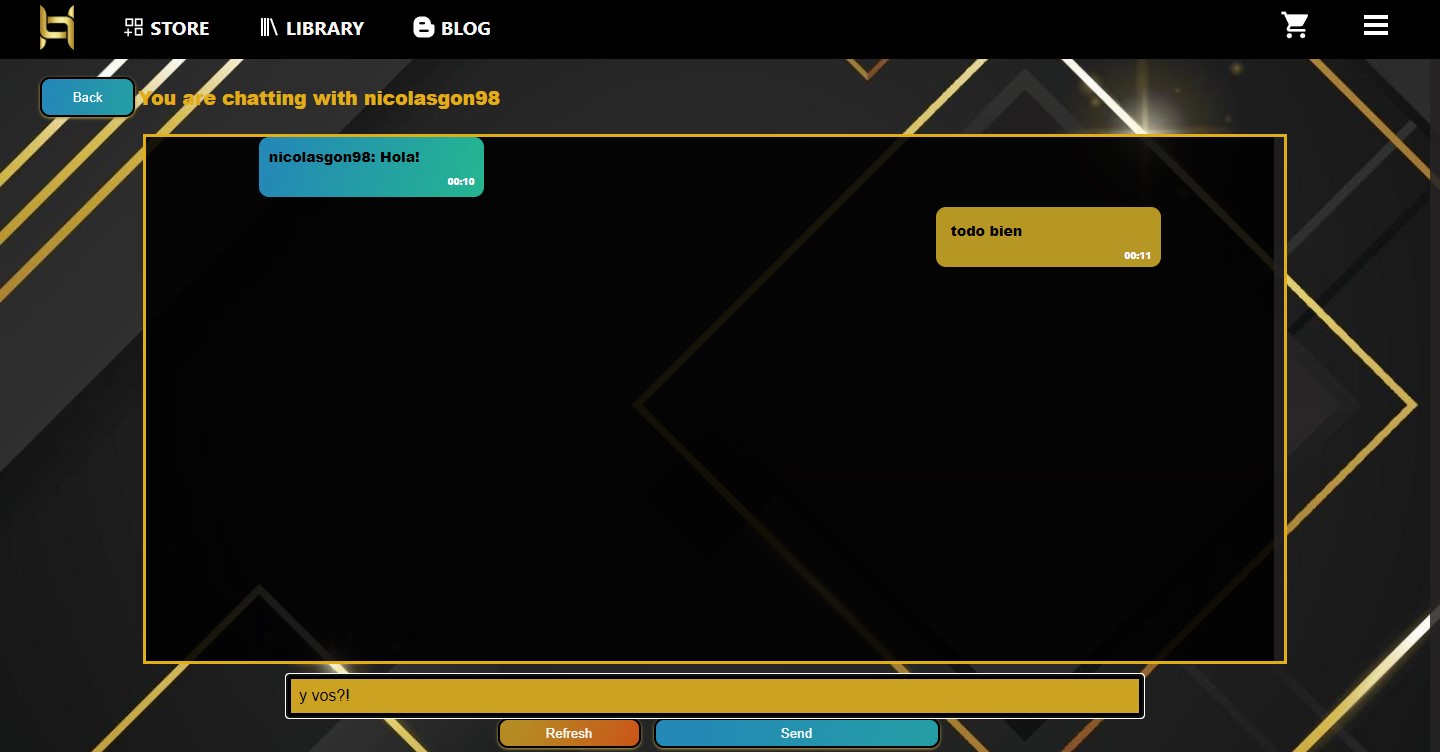 STORE LIBRARY BLOG
Back You are chatting with nicolasgon98
nicolasgon98: Hola!
00:10
todo bien
00:11
y vos?!
Refresh Send